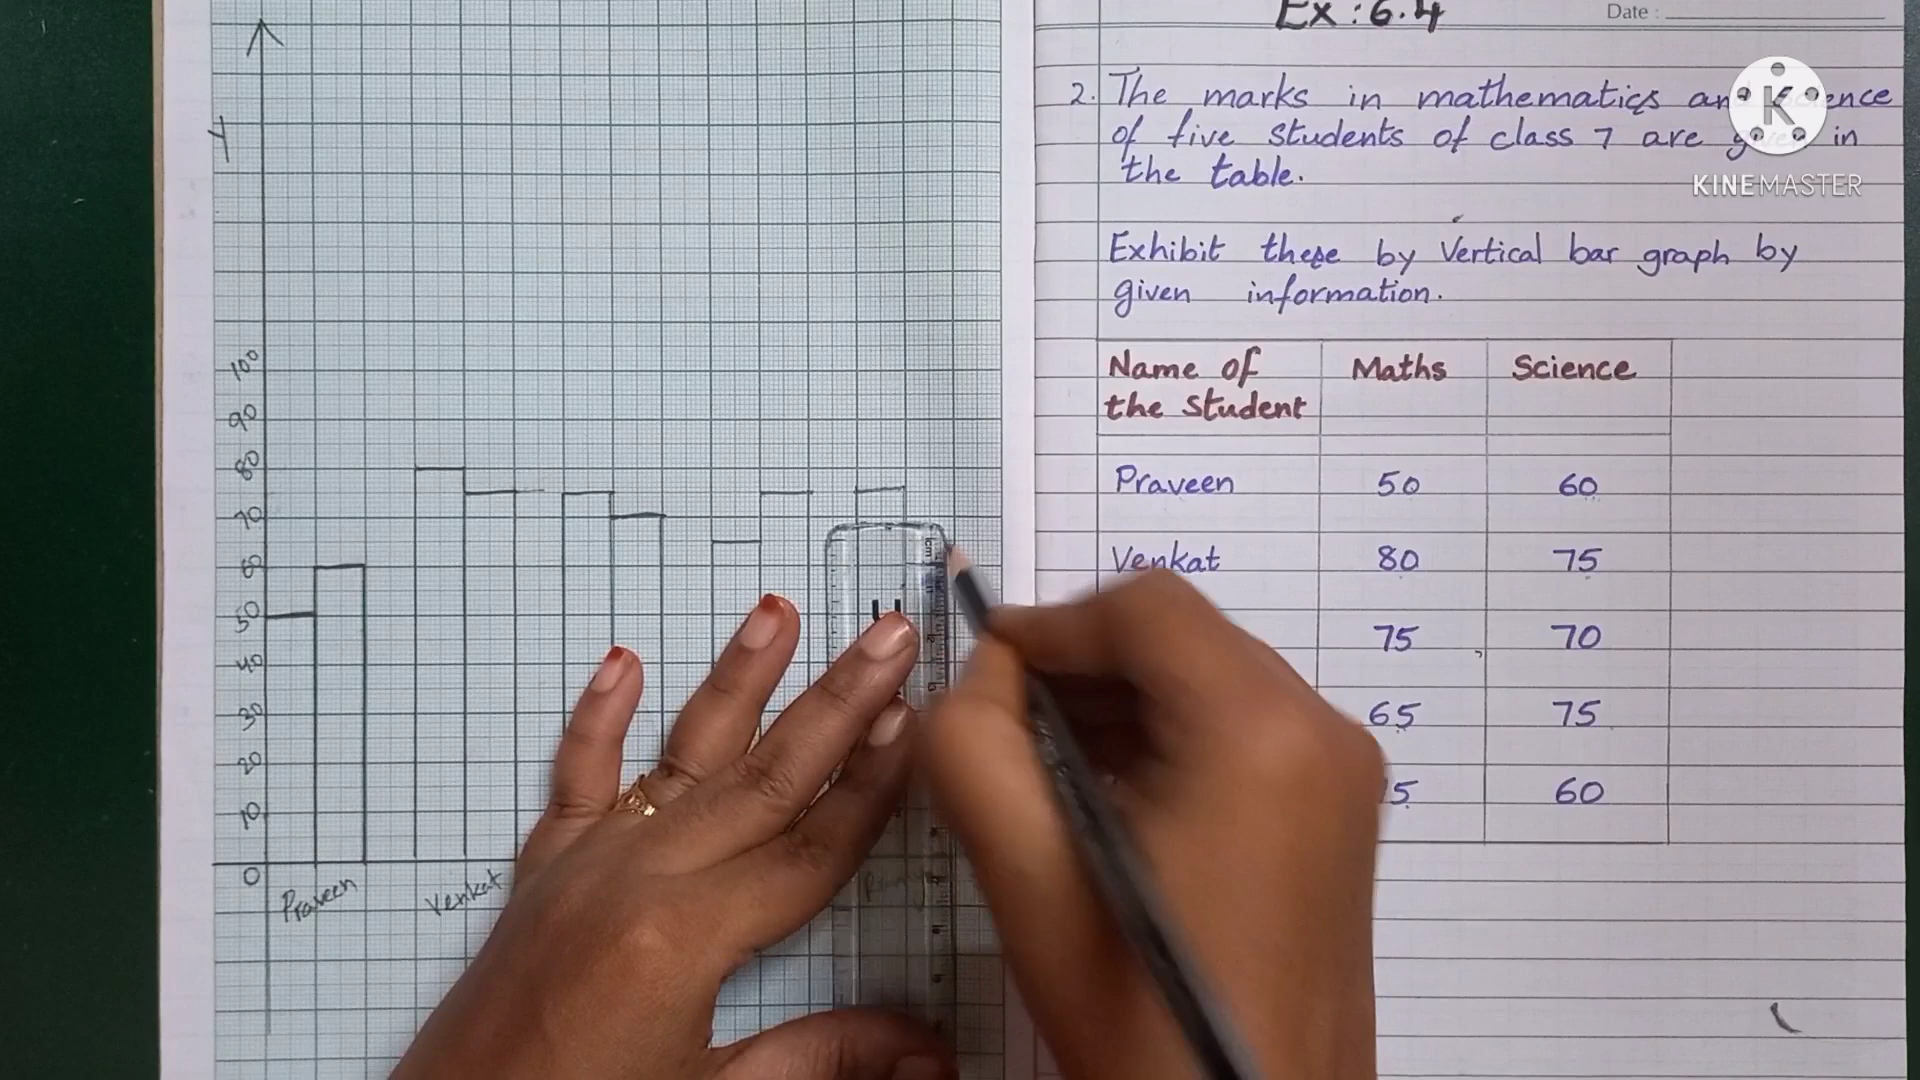 Y
100
90
80
70
60
50
40
30
20
10
0
Praveen
Venkat
Ex : 6.4
Date :
2. The marks in mathematics
of five students of class 7 are given in
the table.
Exhibit these by Vertical bar graph by
given information.
Name of the Student Maths Science
Praveen 50 60
Venkat 80 75
75 70
65 75
5 60
K
KINEMASTER